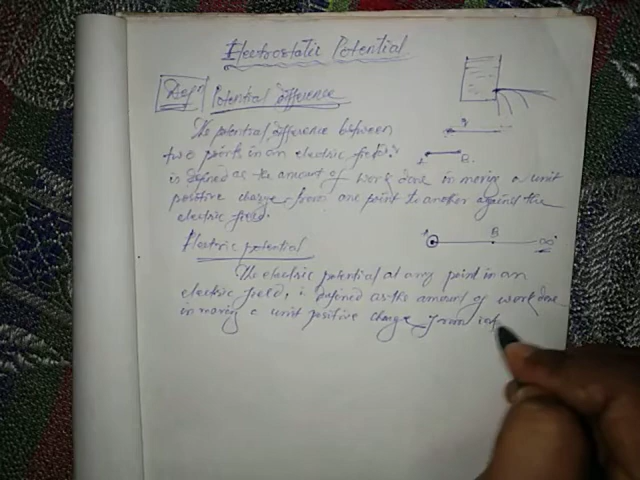 Electrostatic Potential
Defn Potential difference
The potential difference between
two points in an electric field.
is defined as the amount of work done in moving a unit
positive charge from one point to another against the
electric field.
A B
Electric potential
B ∞
The electric potential at any point in an
electric field, is defined as the amount of work done
in moving a unit positive charge from inf